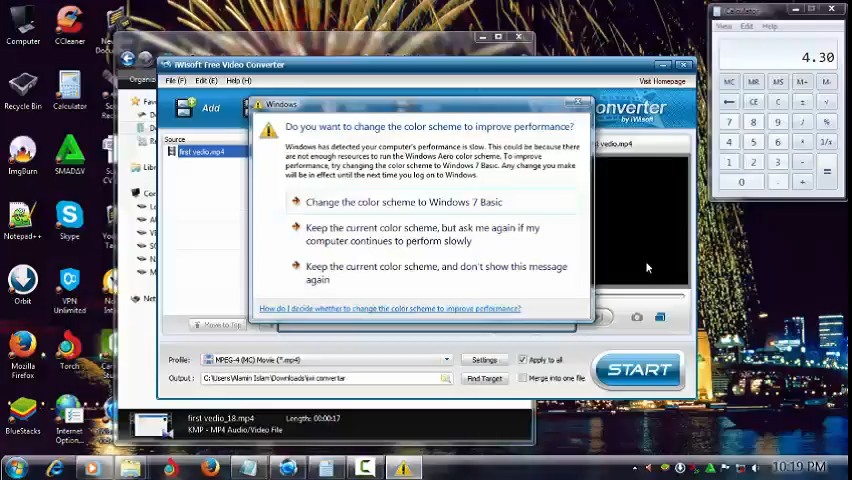 Computer
CCleaner
Recycle Bin
Calculator
ImgBurn
SMADΔV
Notepad++
Skype
Orbit
VPN
Unlimited
Mozilla
Firefox
Torch
BlueStacks
Internet
Option...
Organiz
iWisoft Free Video Converter
File (F)
Edit (E)
Help (H)
Visit Homepage
Add
onverter
by iWisoft
Source
first vedio.mp4
Windows
Do you want to change the color scheme to improve performance?
Windows has detected your computer's performance is slow. This could be because there
are not enough resources to run the Windows Aero color scheme. To improve
performance, try changing the color scheme to Windows 7 Basic. Any change you make
will be in effect until the next time you log on to Windows.
Change the color scheme to Windows 7 Basic
Keep the current color scheme, but ask me again if my
computer continues to perform slowly
Keep the current color scheme, and don't show this message
again
How do I decide whether to change the color scheme to improve performance?
Move to Top
Profile:
MPEG-4 (MC) Movie (*.mp4)
Settings
Apply to all
Output :
C:\Users\Alamin Islam\Downloads\iwi converter
Find Target
Merge into one file
START
first vedio_18.mp4
Length: 00:00:17
KMP - MP4 Audio/Video File
View Edit Help
4.30
MC MR MS M+ M-
← CE C ± √
7 8 9 / %
4 5 6 * 1/x
1 2 3 - =
0 . +
10:19 PM